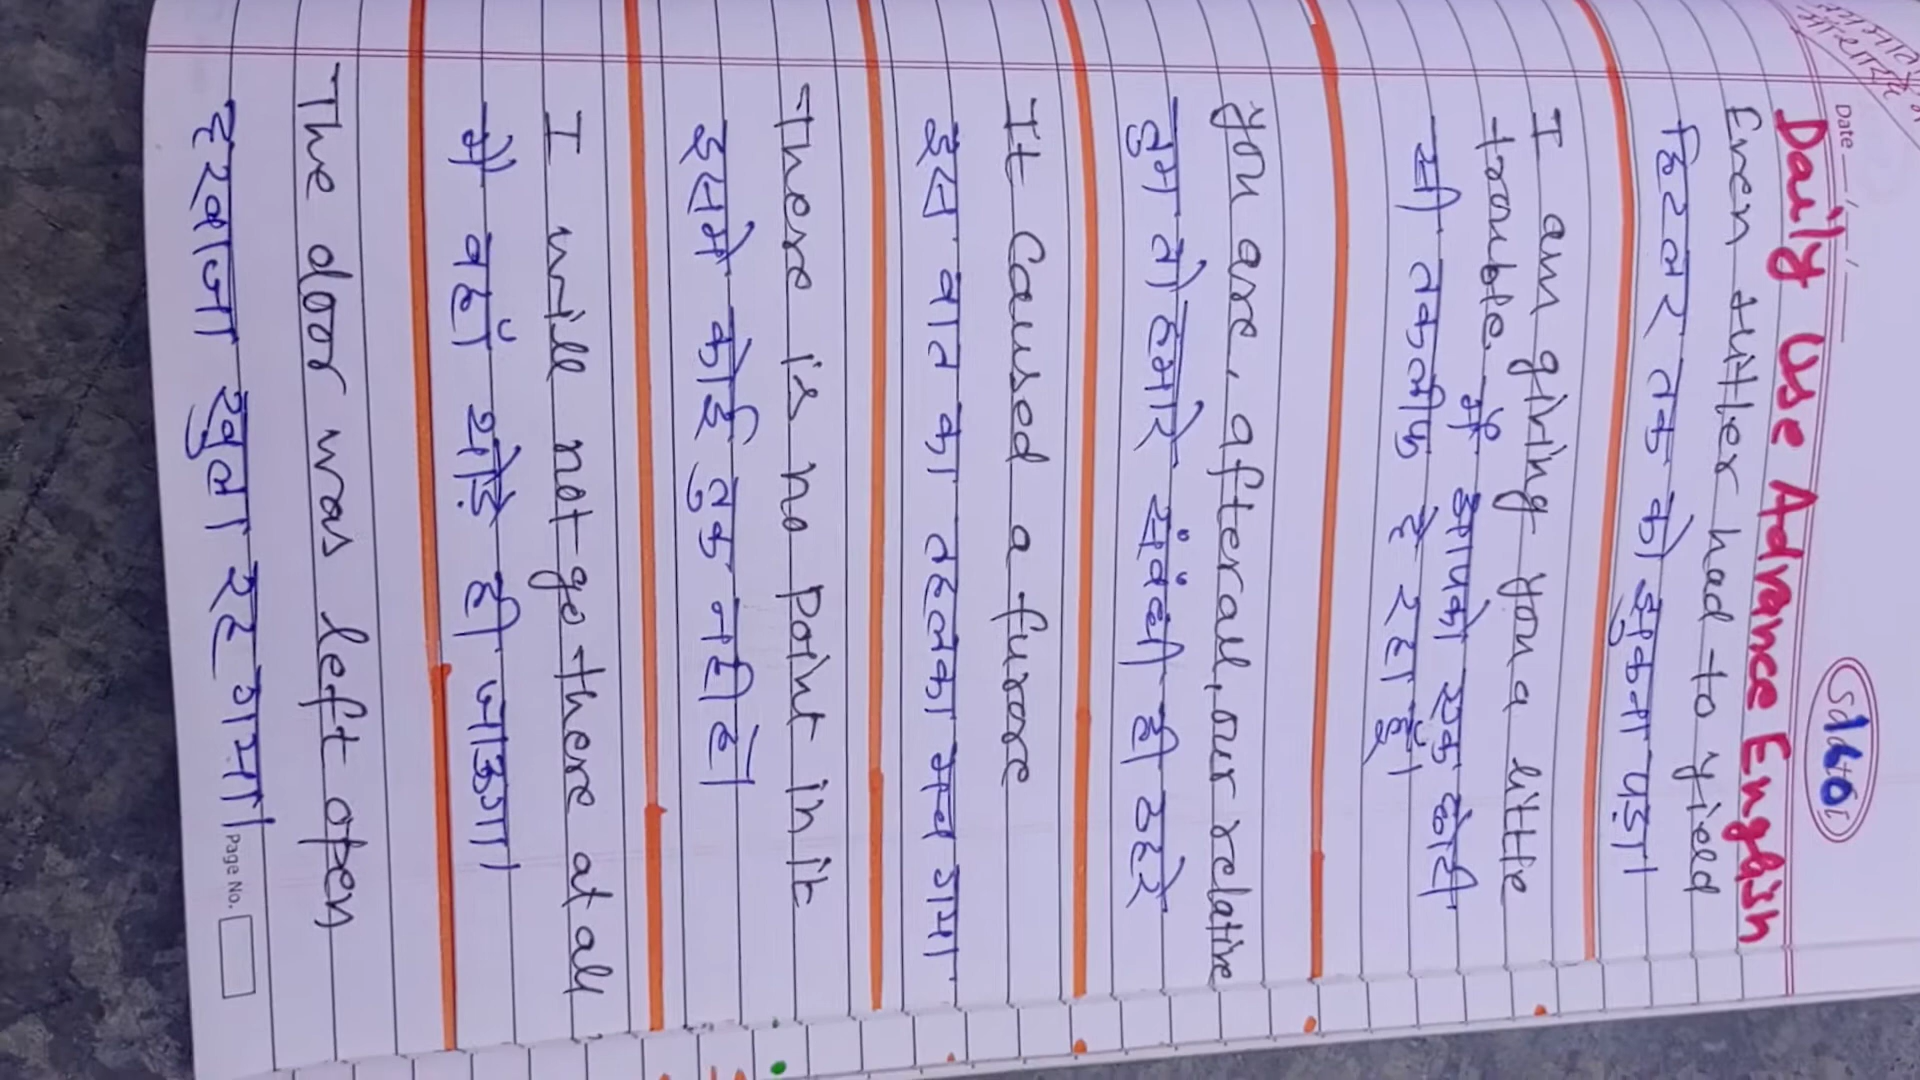 Date
Daily Use Advance English
Even Hitler had to yield
हिटलर तक को झुकना पड़ा।
I am giving you a little
trouble. मैं आपको एक छोटी
सी तकलीफ दे रहा हूं।
You are, afterall, our relative
तुम तो हमारे संबंधी ही ठहरे
It Caused a furore
इस बात का तहलका मच गया
There is no Point in it
इसमे कोई तुक नही है।
I will not go there at all
मै वहाँ थोड़े ही जाऊगा।
The door was left open
दरवाजा खुला रह गया।
Page No.